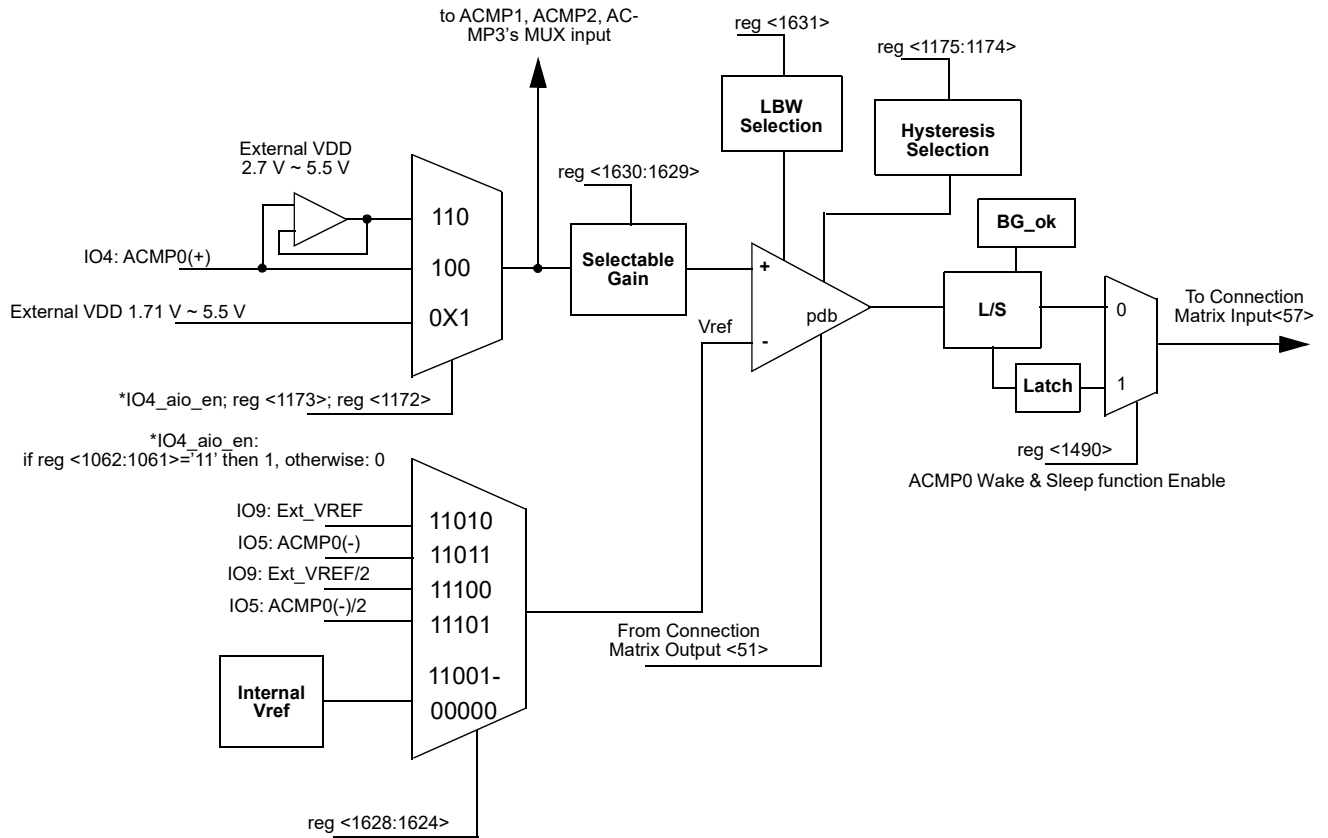 to ACMP1, ACMP2, AC-
MP3's MUX input
reg <1631>
reg <1175:1174>
LBW
Selection
Hysteresis
Selection
External VDD
2.7 V ~ 5.5 V
reg <1630:1629>
110
BG_ok
IO4: ACMP0(+)
100
Selectable
Gain
+
External VDD 1.71 V ~ 5.5 V
0X1
L/S
0
To Connection
Matrix Input<57>
pdb
Vref
-
Latch
1
*IO4_aio_en; reg <1173>; reg <1172>
*IO4_aio_en:
if reg <1062:1061>='11' then 1, otherwise: 0
reg <1490>
ACMP0 Wake & Sleep function Enable
IO9: Ext_VREF
11010
IO5: ACMP0(-)
11011
IO9: Ext_VREF/2
11100
IO5: ACMP0(-)/2
11101
From Connection
Matrix Output <51>
11001-
00000
Internal
Vref
reg <1628:1624>